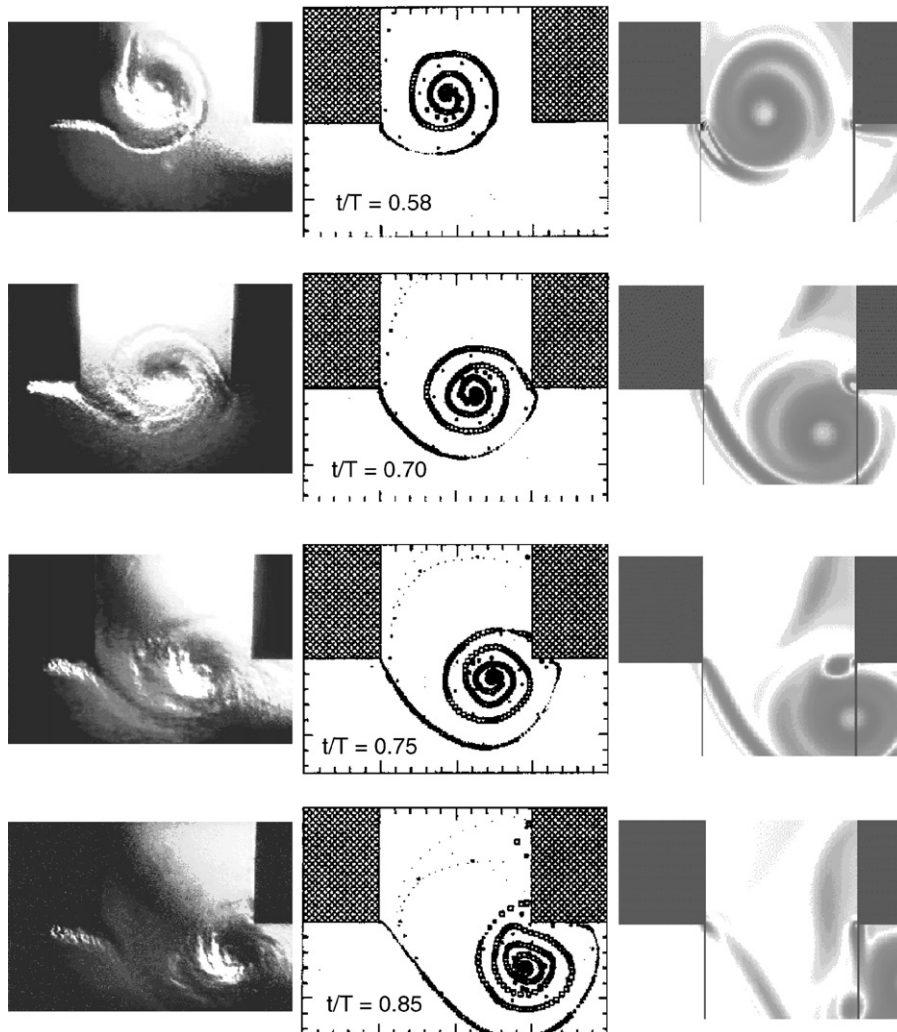 t/T = 0.58
t/T = 0.70
t/T = 0.75
t/T = 0.85